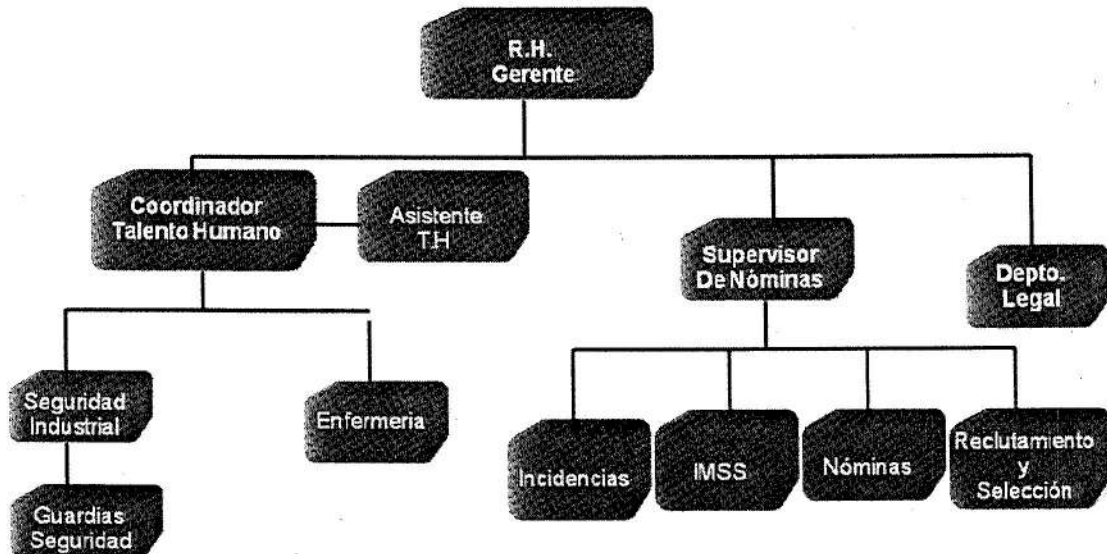 R.H.
Gerente
Coordinador
Talento Humano
Asistente
T.H
Supervisor
De Nóminas
Depto.
Legal
Seguridad
Industrial
Enfermeria
Incidencias
IMSS
Nóminas
Reclutamiento
y
Selección
Guardias
Seguridad